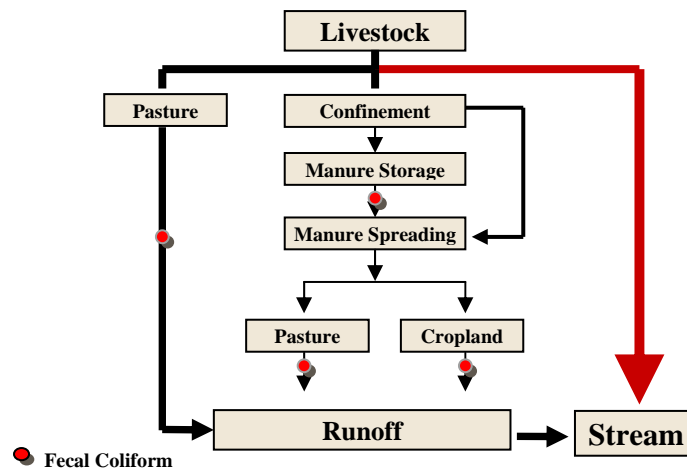 Livestock
Pasture
Confinement
Manure Storage
Manure Spreading
Pasture
Cropland
Runoff
Stream
Fecal Coliform